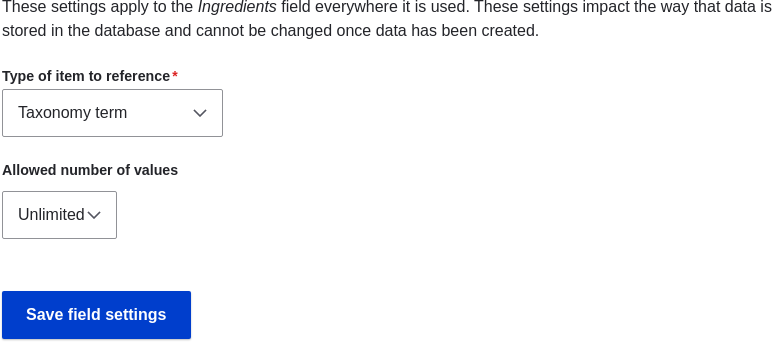 These settings apply to the Ingredients field everywhere it is used. These settings impact the way that data is
stored in the database and cannot be changed once data has been created.
Type of item to reference*
Taxonomy term
Allowed number of values
Unlimited
Save field settings